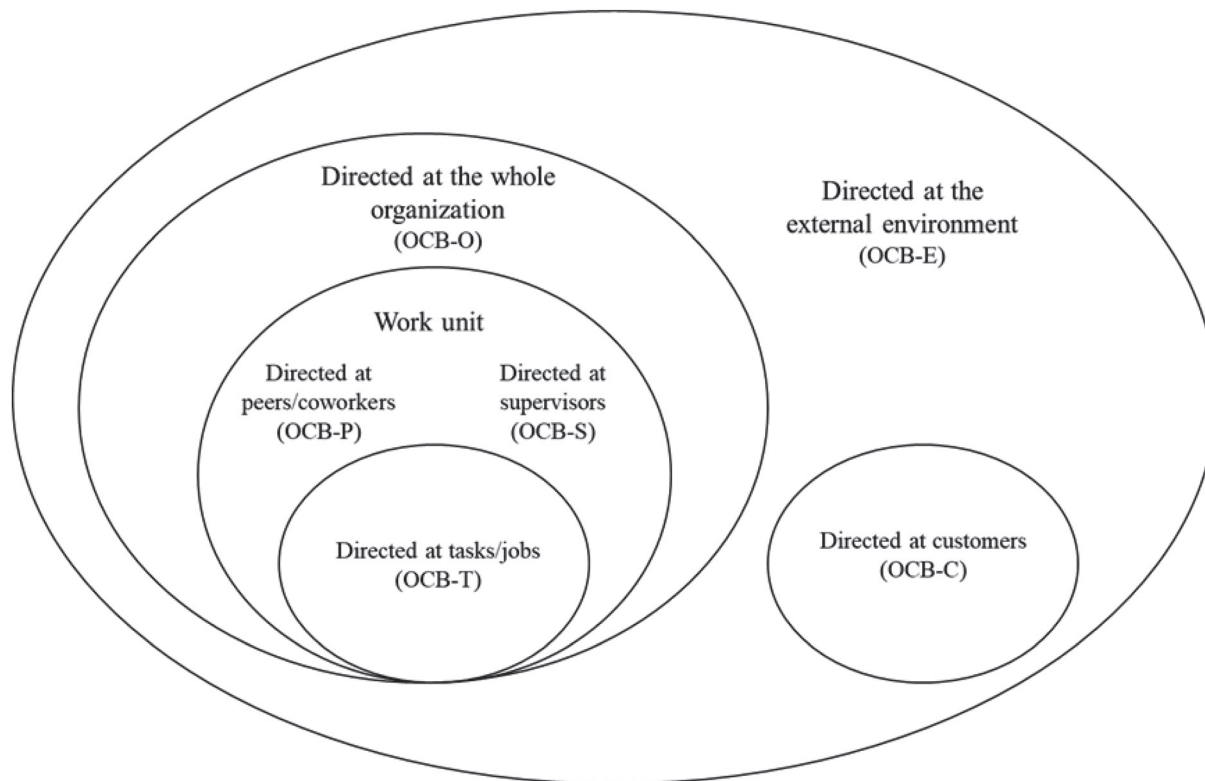 Directed at the whole
organization
(OCB-O)
Directed at the
external environment
(OCB-E)
Work unit
Directed at
peers/coworkers
(OCB-P)
Directed at
supervisors
(OCB-S)
Directed at tasks/jobs
(OCB-T)
Directed at customers
(OCB-C)